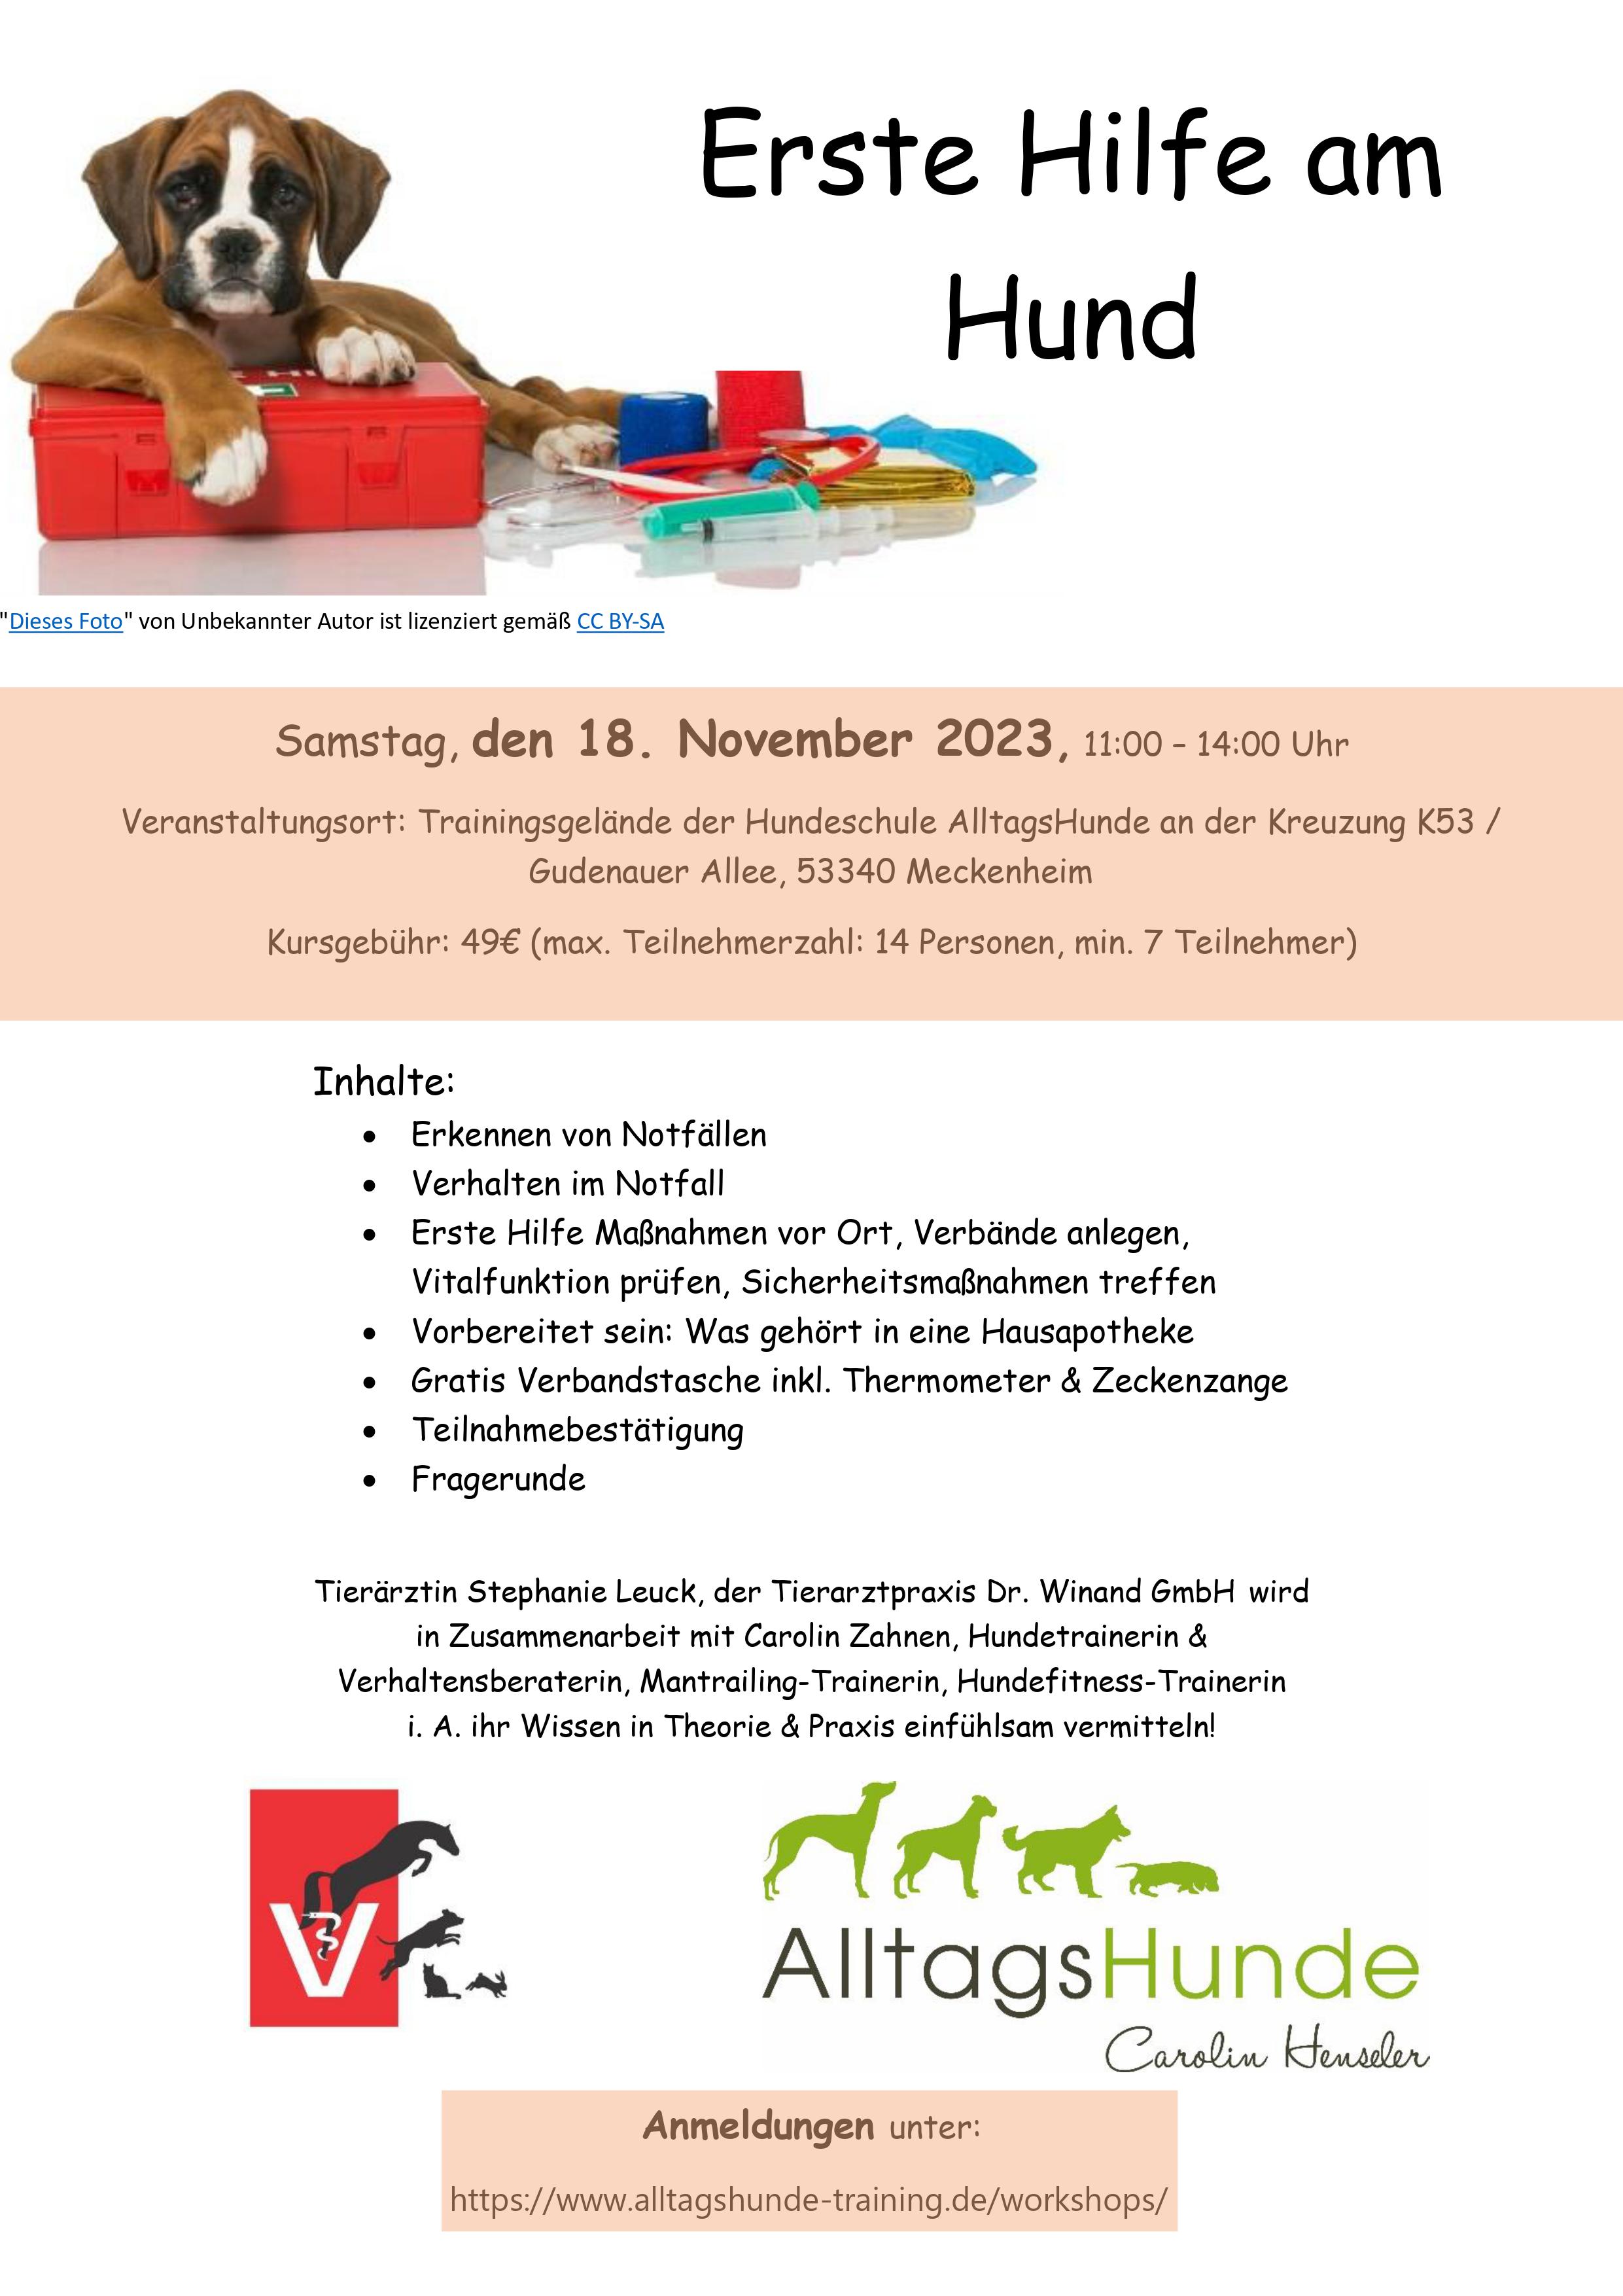 Erste Hilfe am
Hund
"Dieses Foto" von Unbekannter Autor ist lizenziert gemäß CC BY-SA
Samstag, den 18. November 2023, 11:00 – 14:00 Uhr
Veranstaltungsort: Trainingsgelände der Hundeschule AlltagsHunde an der Kreuzung K53 /
Gudenauer Allee, 53340 Meckenheim
Kursgebühr: 49€ (max. Teilnehmerzahl: 14 Personen, min. 7 Teilnehmer)
Inhalte:
• Erkennen von Notfällen
• Verhalten im Notfall
• Erste Hilfe Maßnahmen vor Ort, Verbände anlegen,
Vitalfunktion prüfen, Sicherheitsmaßnahmen treffen
• Vorbereitet sein: Was gehört in eine Hausapotheke
• Gratis Verbandstasche inkl. Thermometer & Zeckenzange
• Teilnahmebestätigung
• Fragerunde
Tierärztin Stephanie Leuck, der Tierarztpraxis Dr. Winand GmbH wird
in Zusammenarbeit mit Carolin Zahnen, Hundetrainerin &
Verhaltensberaterin, Mantrailing-Trainerin, Hundefitness-Trainerin
i. A. ihr Wissen in Theorie & Praxis einfühlsam vermitteln!
V
AlltagsHunde
Carolin Henseler
Anmeldungen unter:
https://www.alltagshunde-training.de/workshops/